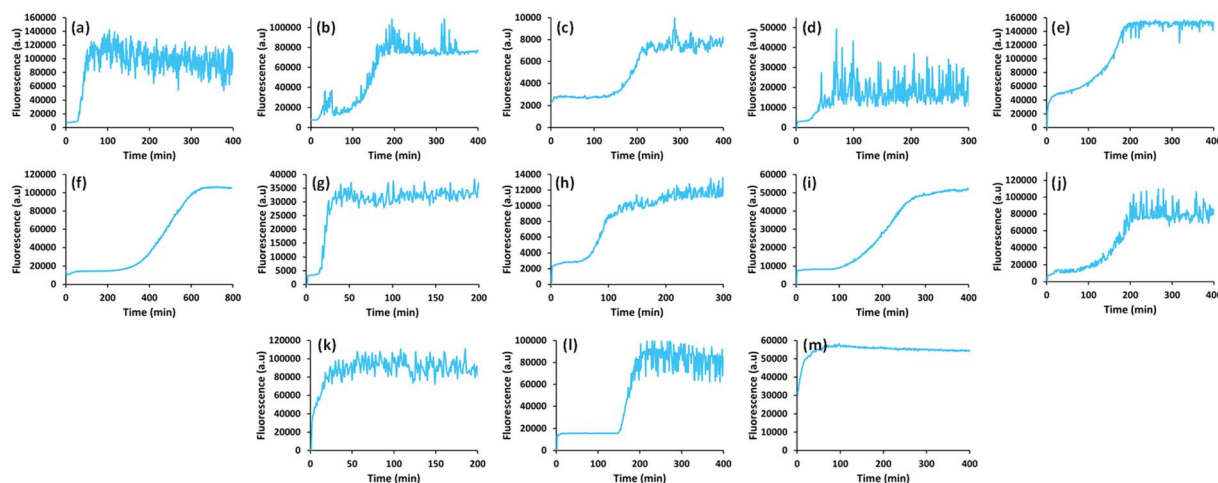 (a)
Fluorescence (a.u)
160000
140000
120000
100000
80000
60000
40000
20000
0
0 100 200 300 400
Time (min)
(b)
Fluorescence (a.u)
120000
100000
80000
60000
40000
20000
0
0 100 200 300 400
Time (min)
(c)
Fluorescence (a.u)
10000
8000
6000
4000
2000
0
0 100 200 300 400
Time (min)
(d)
Fluorescence (a.u)
50000
40000
30000
20000
10000
0
0 100 200 300
Time (min)
(e)
Fluorescence (a.u)
160000
140000
120000
100000
80000
60000
40000
20000
0
0 100 200 300 400
Time (min)
(f)
Fluorescence (a.u)
120000
100000
80000
60000
40000
20000
0
0 200 400 600 800
Time (min)
(g)
Fluorescence (a.u)
40000
35000
30000
25000
20000
15000
10000
5000
0
0 50 100 150 200
Time (min)
(h)
Fluorescence (a.u)
14000
12000
10000
8000
6000
4000
2000
0
0 100 200 300
Time (min)
(i)
Fluorescence (a.u)
60000
50000
40000
30000
20000
10000
0
0 100 200 300 400
Time (min)
(j)
Fluorescence (a.u)
120000
100000
80000
60000
40000
20000
0
0 100 200 300 400
Time (min)
(k)
Fluorescence (a.u)
120000
100000
80000
60000
40000
20000
0
0 50 100 150 200
Time (min)
(l)
Fluorescence (a.u)
100000
80000
60000
40000
20000
0
0 100 200 300 400
Time (min)
(m)
Fluorescence (a.u)
60000
50000
40000
30000
20000
10000
0
0 100 200 300 400
Time (min)